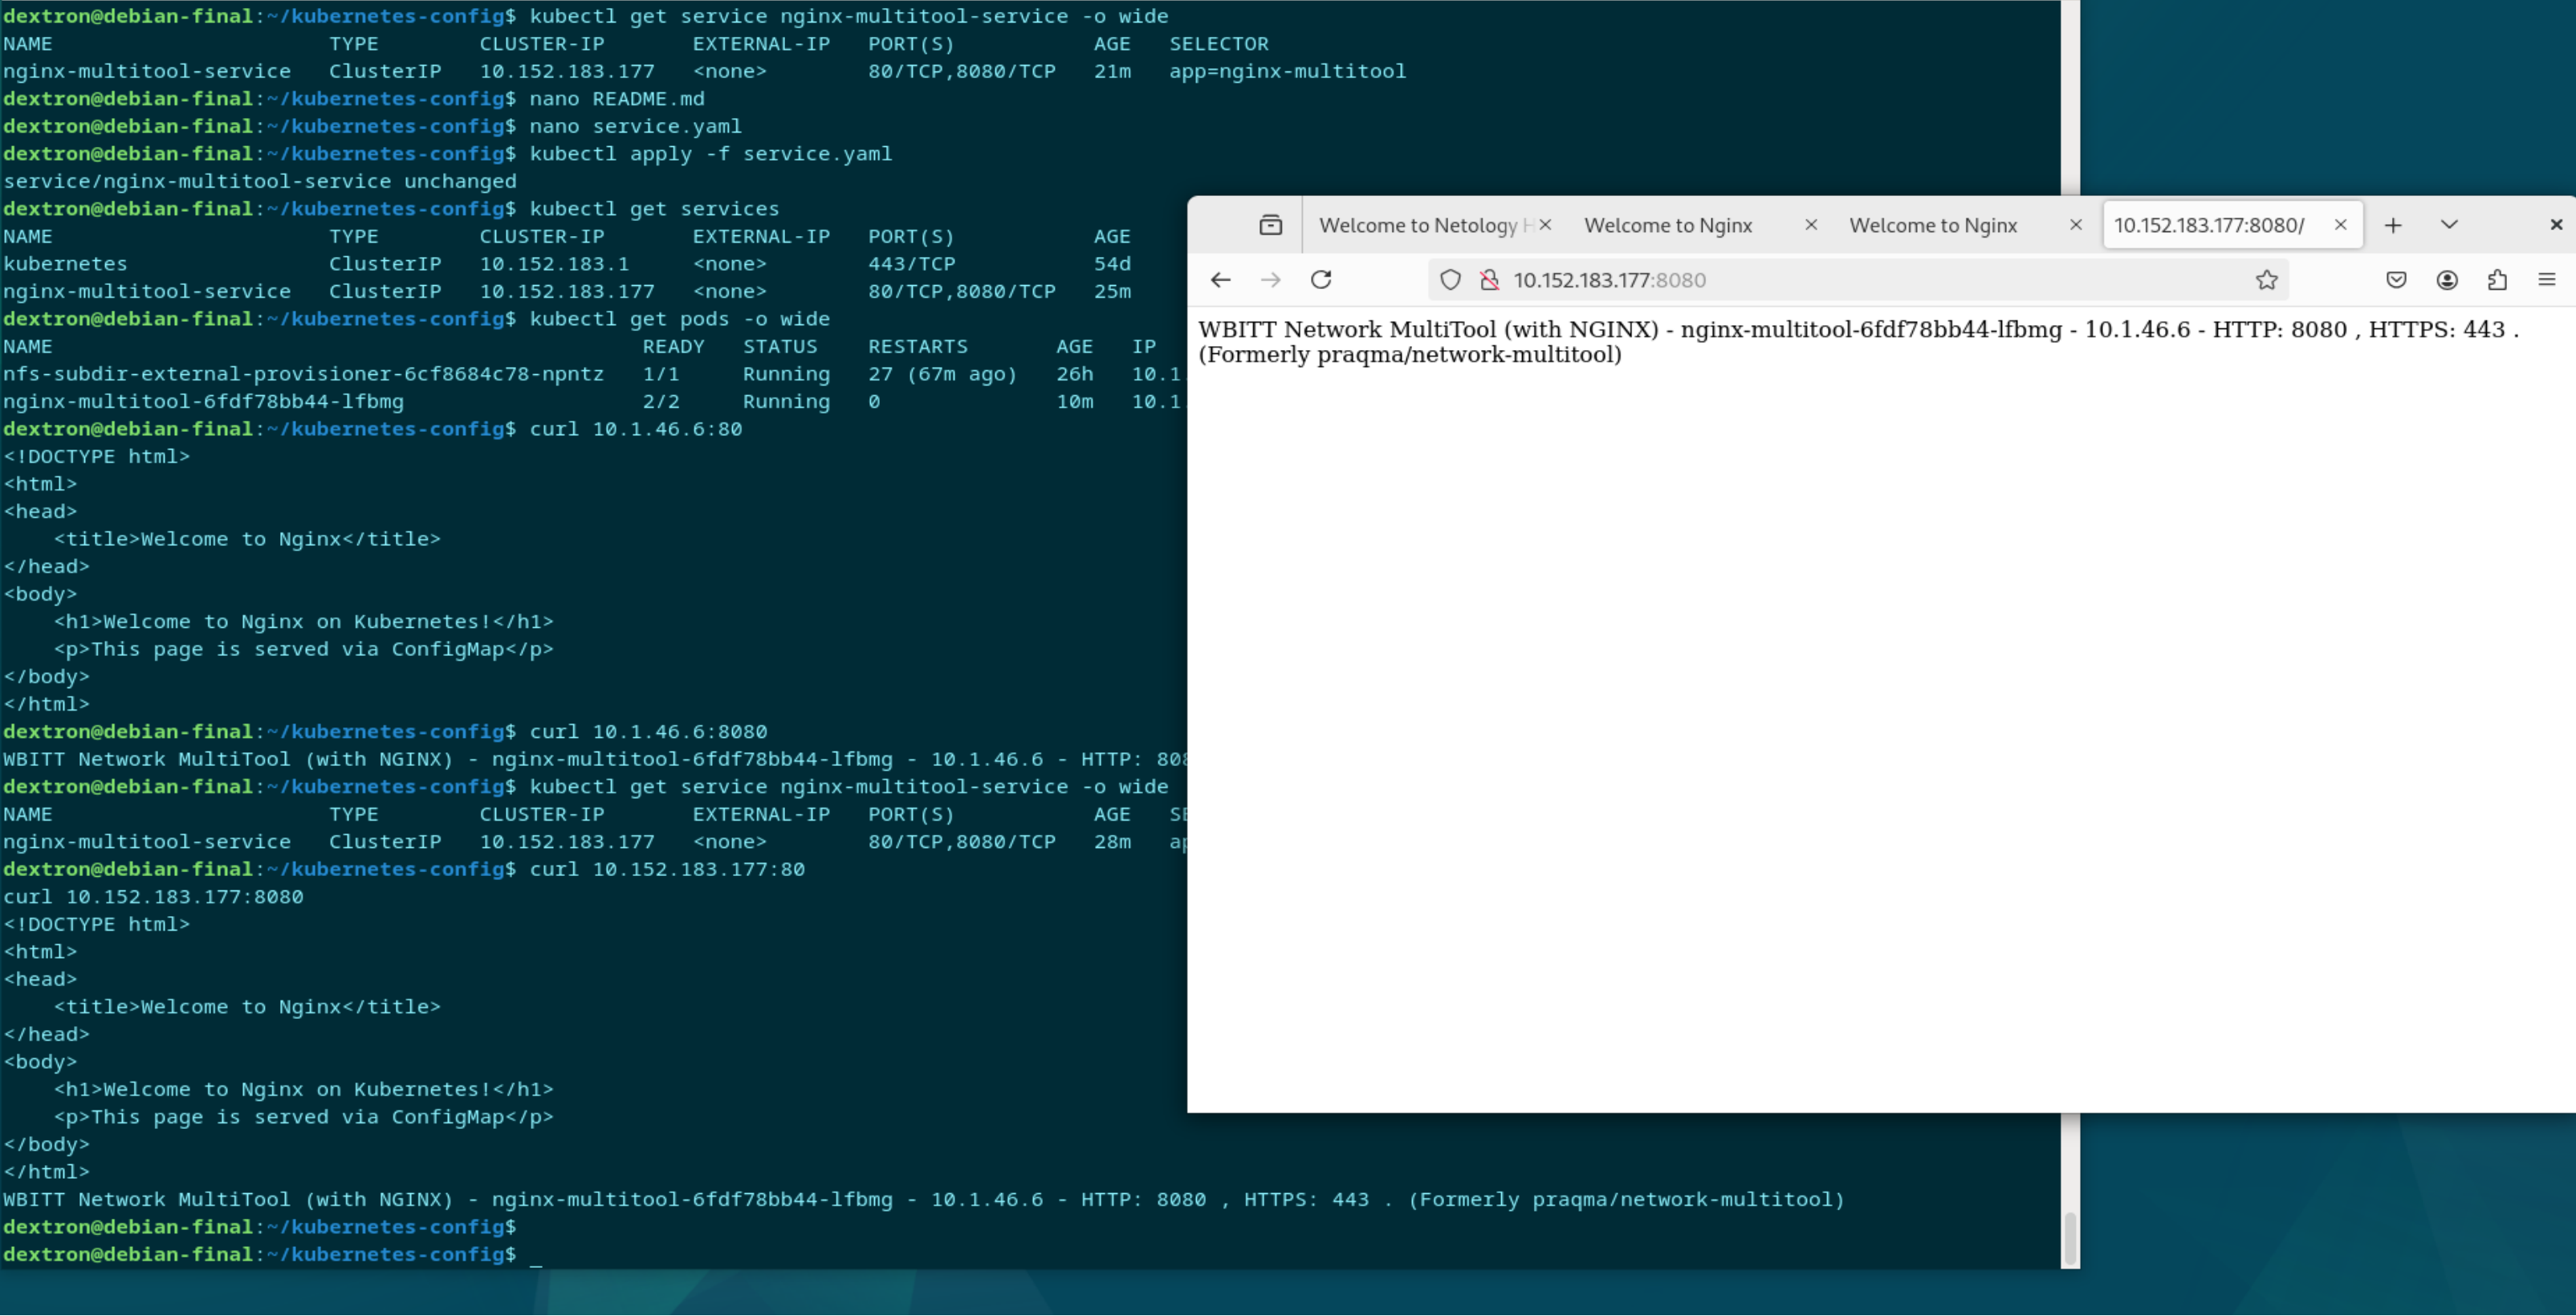 dextron@debian-final:~/kubernetes-config$ kubectl get service nginx-multitool-service -o wide
NAME                      TYPE        CLUSTER-IP       EXTERNAL-IP   PORT(S)           AGE   SELECTOR
nginx-multitool-service   ClusterIP   10.152.183.177   <none>        80/TCP,8080/TCP   21m   app=nginx-multitool
dextron@debian-final:~/kubernetes-config$ nano README.md
dextron@debian-final:~/kubernetes-config$ nano service.yaml
dextron@debian-final:~/kubernetes-config$ kubectl apply -f service.yaml
service/nginx-multitool-service unchanged
dextron@debian-final:~/kubernetes-config$ kubectl get services
NAME                      TYPE        CLUSTER-IP       EXTERNAL-IP   PORT(S)           AGE
kubernetes                ClusterIP   10.152.183.1     <none>        443/TCP           54d
nginx-multitool-service   ClusterIP   10.152.183.177   <none>        80/TCP,8080/TCP   25m
dextron@debian-final:~/kubernetes-config$ kubectl get pods -o wide
NAME                                               READY   STATUS    RESTARTS       AGE   IP
nfs-subdir-external-provisioner-6cf8684c78-npntz   1/1     Running   27 (67m ago)   26h   10.1
nginx-multitool-6fdf78bb44-lfbmg                   2/2     Running   0              10m   10.1
dextron@debian-final:~/kubernetes-config$ curl 10.1.46.6:80
<!DOCTYPE html>
<html>
<head>
    <title>Welcome to Nginx</title>
</head>
<body>
    <h1>Welcome to Nginx on Kubernetes!</h1>
    <p>This page is served via ConfigMap</p>
</body>
</html>
dextron@debian-final:~/kubernetes-config$ curl 10.1.46.6:8080
WBITT Network MultiTool (with NGINX) - nginx-multitool-6fdf78bb44-lfbmg - 10.1.46.6 - HTTP: 808
dextron@debian-final:~/kubernetes-config$ kubectl get service nginx-multitool-service -o wide
NAME                      TYPE        CLUSTER-IP       EXTERNAL-IP   PORT(S)           AGE   SE
nginx-multitool-service   ClusterIP   10.152.183.177   <none>        80/TCP,8080/TCP   28m   ap
dextron@debian-final:~/kubernetes-config$ curl 10.152.183.177:80
curl 10.152.183.177:8080
<!DOCTYPE html>
<html>
<head>
    <title>Welcome to Nginx</title>
</head>
<body>
    <h1>Welcome to Nginx on Kubernetes!</h1>
    <p>This page is served via ConfigMap</p>
</body>
</html>
WBITT Network MultiTool (with NGINX) - nginx-multitool-6fdf78bb44-lfbmg - 10.1.46.6 - HTTP: 8080 , HTTPS: 443 . (Formerly praqma/network-multitool)
dextron@debian-final:~/kubernetes-config$
dextron@debian-final:~/kubernetes-config$ _
Welcome to Netology H
Welcome to Nginx
Welcome to Nginx
10.152.183.177:8080/
10.152.183.177:8080
WBITT Network MultiTool (with NGINX) - nginx-multitool-6fdf78bb44-lfbmg - 10.1.46.6 - HTTP: 8080 , HTTPS: 443 .
(Formerly praqma/network-multitool)